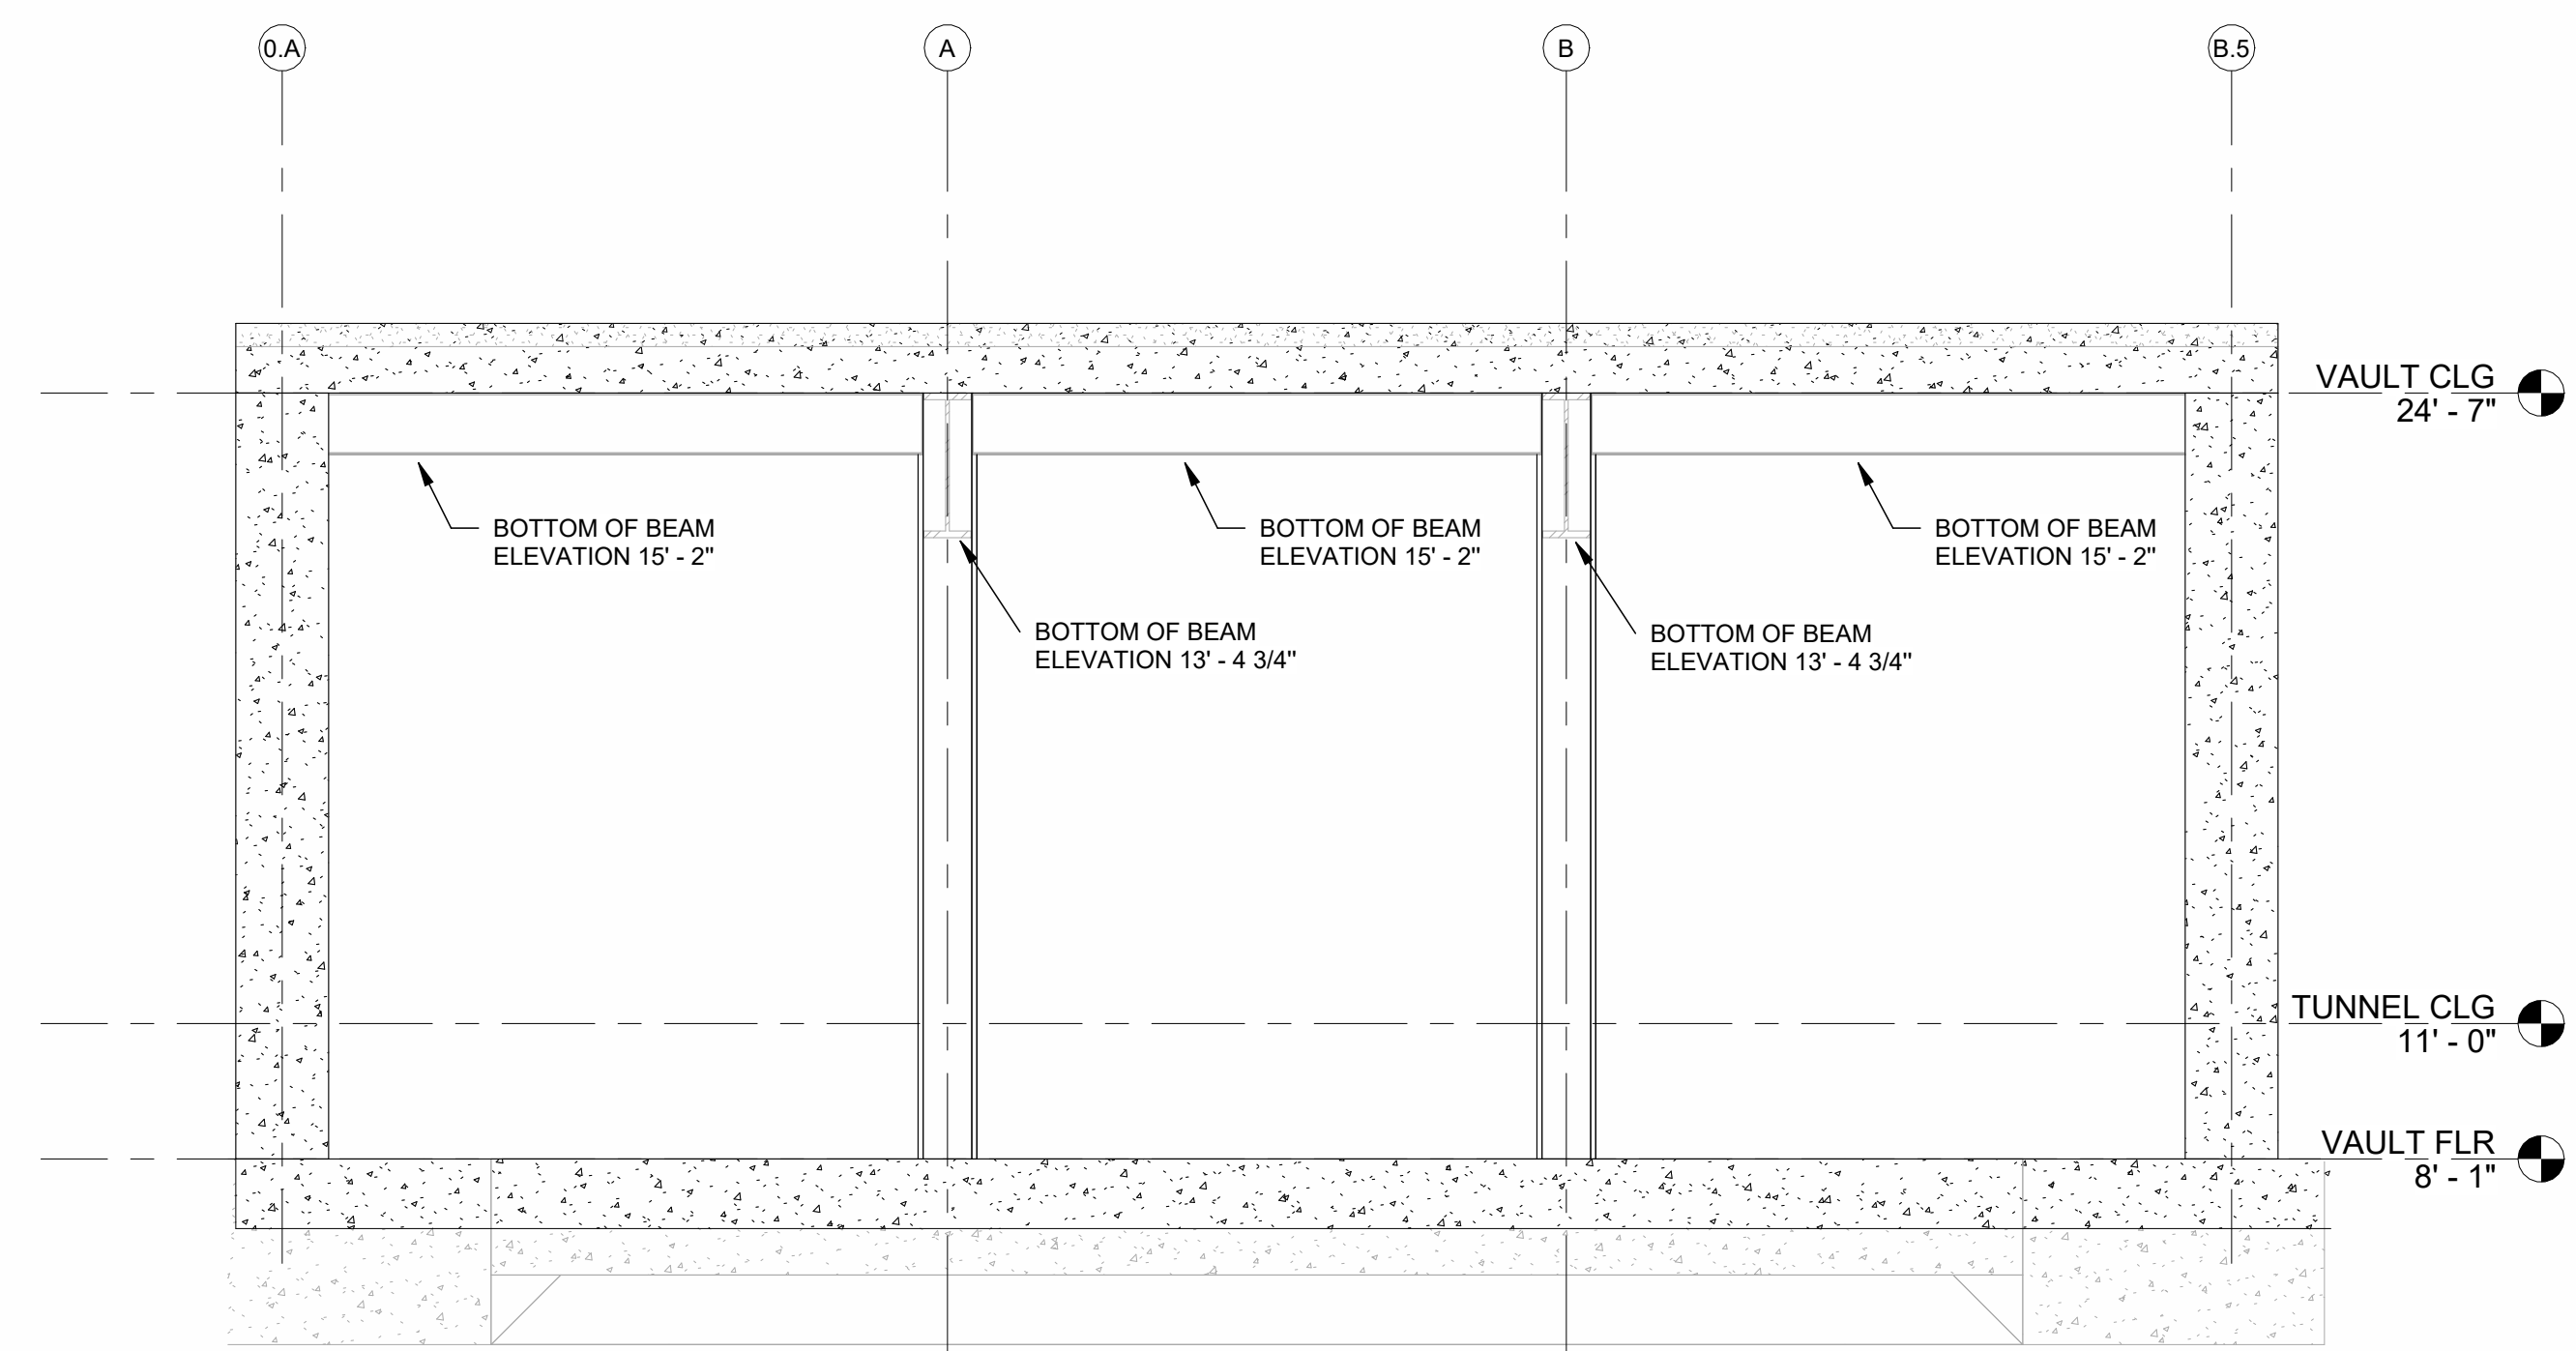 0.A
A
B
B.5
VAULT CLG
24' - 7"
BOTTOM OF BEAM
ELEVATION 15' - 2"
BOTTOM OF BEAM
ELEVATION 15' - 2"
BOTTOM OF BEAM
ELEVATION 15' - 2"
BOTTOM OF BEAM
ELEVATION 13' - 4 3/4"
BOTTOM OF BEAM
ELEVATION 13' - 4 3/4"
TUNNEL CLG
11' - 0"
VAULT FLR
8' - 1"